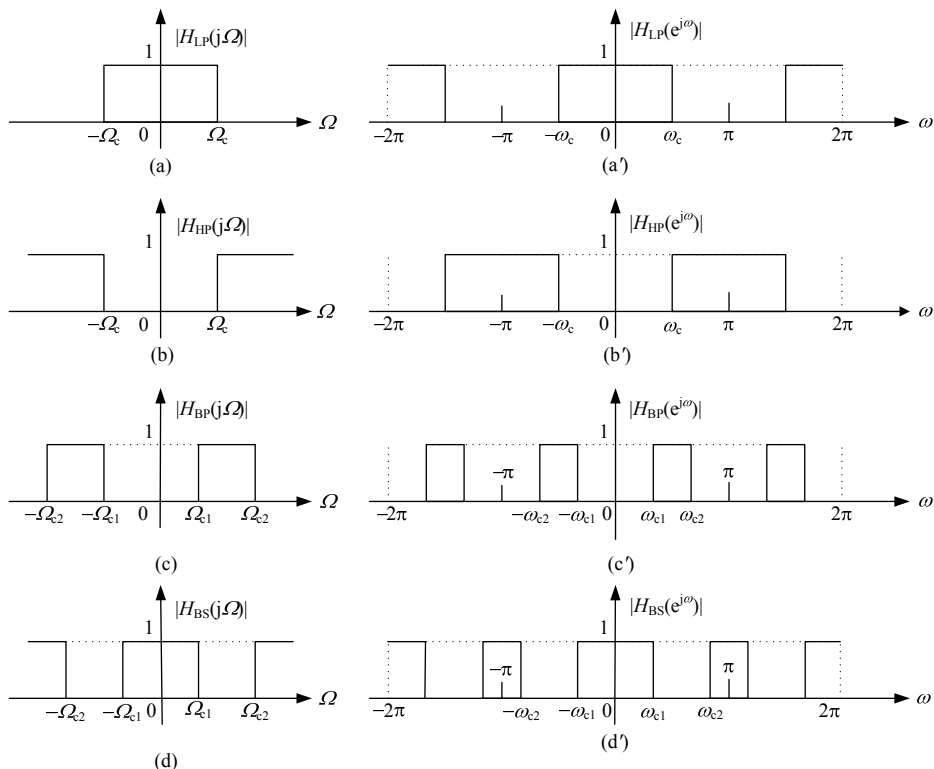 |H_LP(jΩ)|
1
−Ω_c 0 Ω_c Ω
(a)
|H_LP(e^jω)|
1
−2π −π −ω_c 0 ω_c π 2π ω
(a′)
|H_HP(jΩ)|
1
−Ω_c 0 Ω_c Ω
(b)
|H_HP(e^jω)|
1
−2π −π −ω_c 0 ω_c π 2π ω
(b′)
|H_BP(jΩ)|
1
−Ω_c2 −Ω_c1 0 Ω_c1 Ω_c2 Ω
(c)
|H_BP(e^jω)|
1
−π π
−2π −ω_c2 −ω_c1 0 ω_c1 ω_c2 2π ω
(c′)
|H_BS(jΩ)|
1
−Ω_c2 −Ω_c1 0 Ω_c1 Ω_c2 Ω
(d)
|H_BS(e^jω)|
1
−π π
−2π −ω_c2 −ω_c1 0 ω_c1 ω_c2 2π ω
(d′)